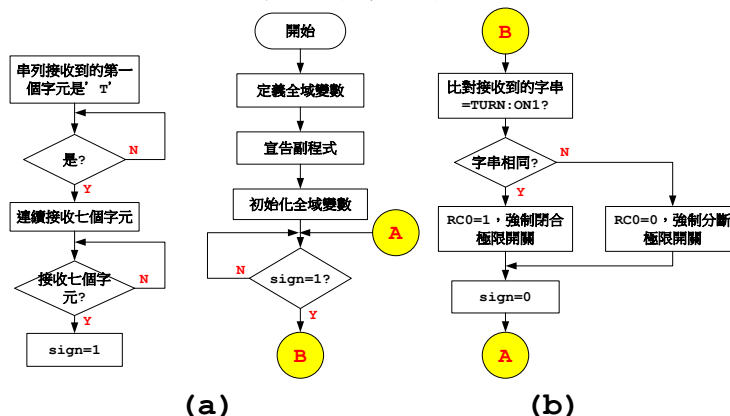 串列接收到的第一
個字元是' T'
是?
N
Y
連續接收七個字元
接收七個字
元?
N
Y
sign=1
開始
定義全域變數
宣告副程式
初始化全域變數
A
N
sign=1?
Y
B
(a)
B
比對接收到的字串
=TURN:ON1?
字串相同?
N
Y
RC0=1，強制閉合
極限開關
RC0=0，強制分斷
極限開關
sign=0
A
(b)